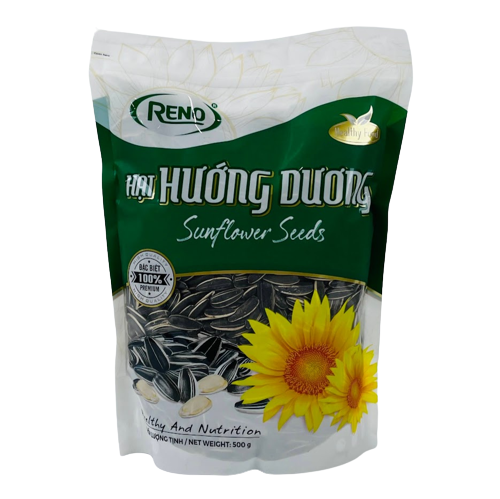 RENO®
Healthy Food
HẠT HƯỚNG DƯƠNG
Sunflower Seeds
ĐẶC BIỆT
100%
PREMIUM
Healthy And Nutrition
LƯỢNG TỊNH / NET WEIGHT: 500 g